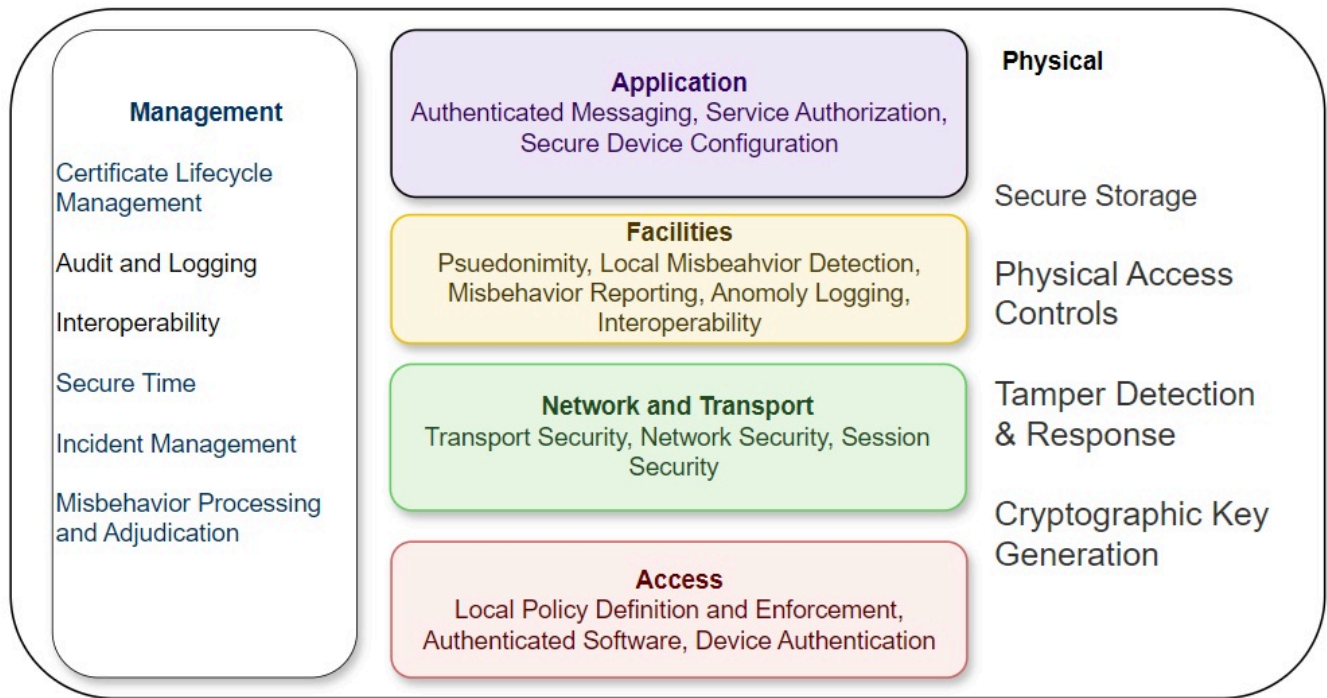 Management
Certificate Lifecycle
Management
Audit and Logging
Interoperability
Secure Time
Incident Management
Misbehavior Processing
and Adjudication
Application
Authenticated Messaging, Service Authorization,
Secure Device Configuration
Facilities
Psuedonimity, Local Misbeahvior Detection,
Misbehavior Reporting, Anomoly Logging,
Interoperability
Network and Transport
Transport Security, Network Security, Session
Security
Access
Local Policy Definition and Enforcement,
Authenticated Software, Device Authentication
Physical
Secure Storage
Physical Access
Controls
Tamper Detection
& Response
Cryptographic Key
Generation